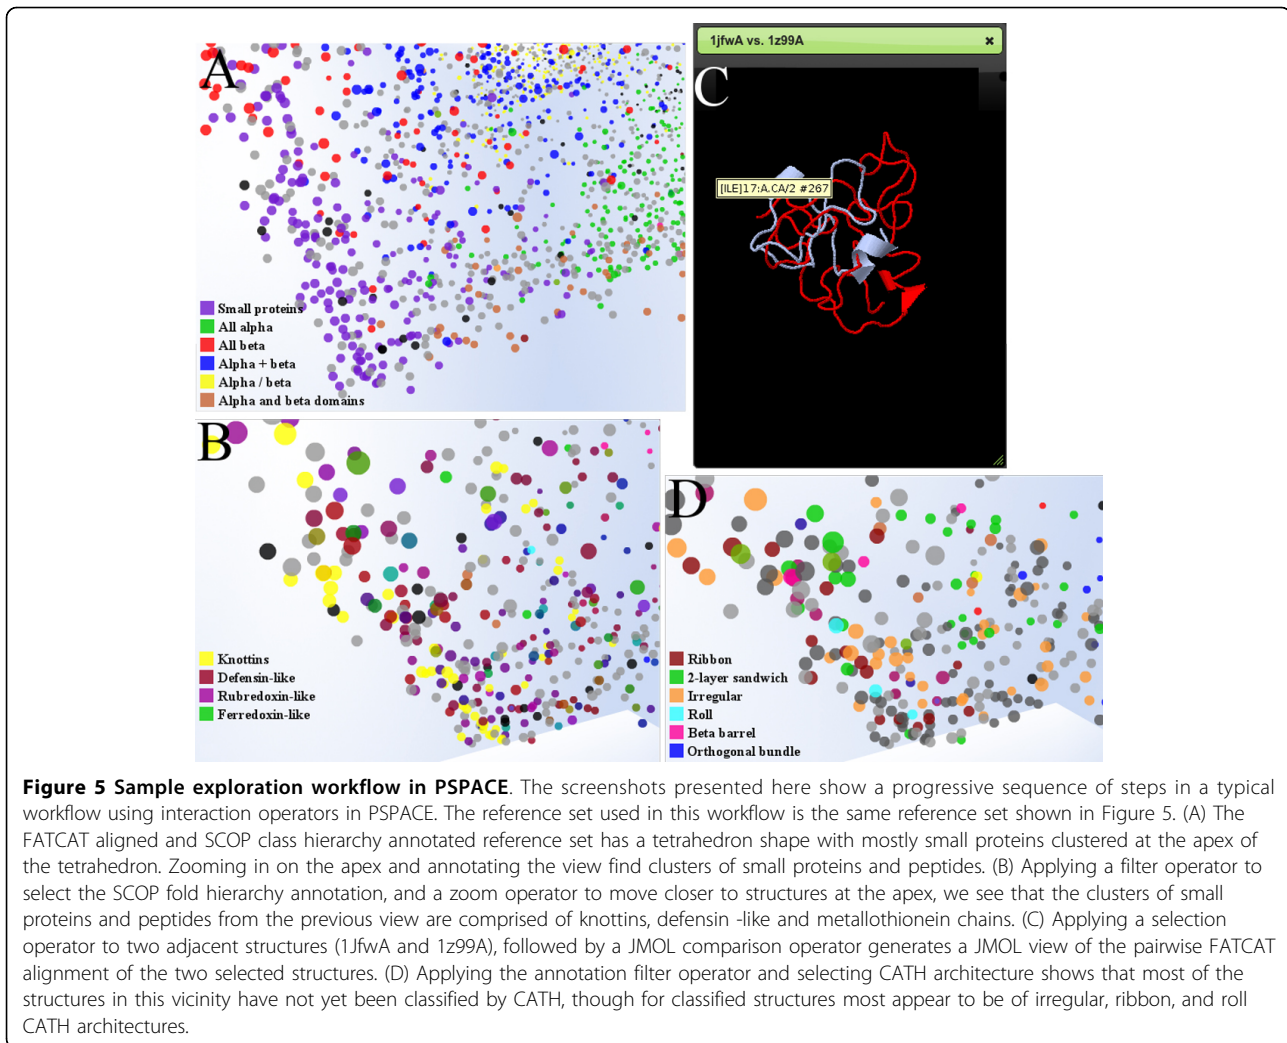 A
Small proteins
All alpha
All beta
Alpha + beta
Alpha / beta
Alpha and beta domains
1jfwA vs. 1z99A
C
[ILE]17:A.CA/2 #267
B
Knottins
Defensin-like
Rubredoxin-like
Ferredoxin-like
D
Ribbon
2-layer sandwich
Irregular
Roll
Beta barrel
Orthogonal bundle
Figure 5 Sample exploration workflow in PSPACE. The screenshots presented here show a progressive sequence of steps in a typical
workflow using interaction operators in PSPACE. The reference set used in this workflow is the same reference set shown in Figure 5. (A) The
FATCAT aligned and SCOP class hierarchy annotated reference set has a tetrahedron shape with mostly small proteins clustered at the apex of
the tetrahedron. Zooming in on the apex and annotating the view find clusters of small proteins and peptides. (B) Applying a filter operator to
select the SCOP fold hierarchy annotation, and a zoom operator to move closer to structures at the apex, we see that the clusters of small
proteins and peptides from the previous view are comprised of knottins, defensin -like and metallothionein chains. (C) Applying a selection
operator to two adjacent structures (1JfwA and 1z99A), followed by a JMOL comparison operator generates a JMOL view of the pairwise FATCAT
alignment of the two selected structures. (D) Applying the annotation filter operator and selecting CATH architecture shows that most of the
structures in this vicinity have not yet been classified by CATH, though for classified structures most appear to be of irregular, ribbon, and roll
CATH architectures.